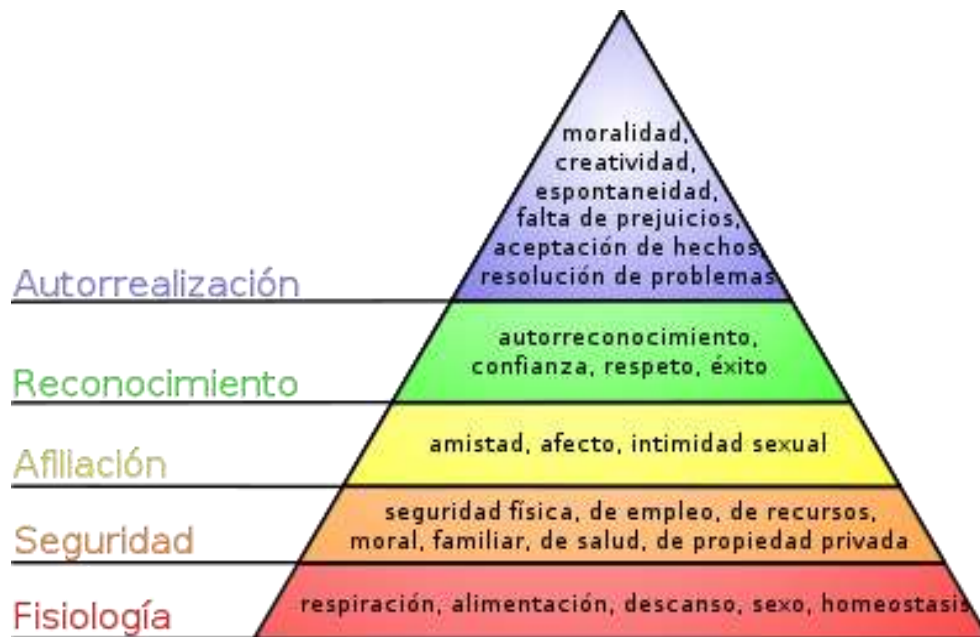 moralidad,
creatividad,
espontaneidad,
falta de prejuicios,
aceptación de hechos,
resolución de problemas
Autorrealización
autorreconocimiento,
confianza, respeto, éxito
Reconocimiento
amistad, afecto, intimidad sexual
Afiliación
seguridad física, de empleo, de recursos,
moral, familiar, de salud, de propiedad privada
Seguridad
respiración, alimentación, descanso, sexo, homeostasis
Fisiología